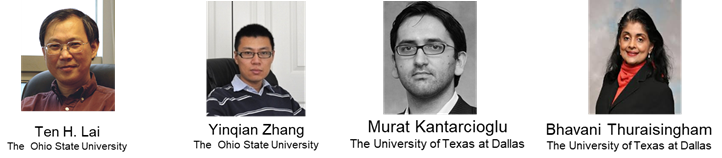 Ten H. Lai
The Ohio State University
Yinqian Zhang
The Ohio State University
Murat Kantarcioglu
The University of Texas at Dallas
Bhavani Thuraisingham
The University of Texas at Dallas